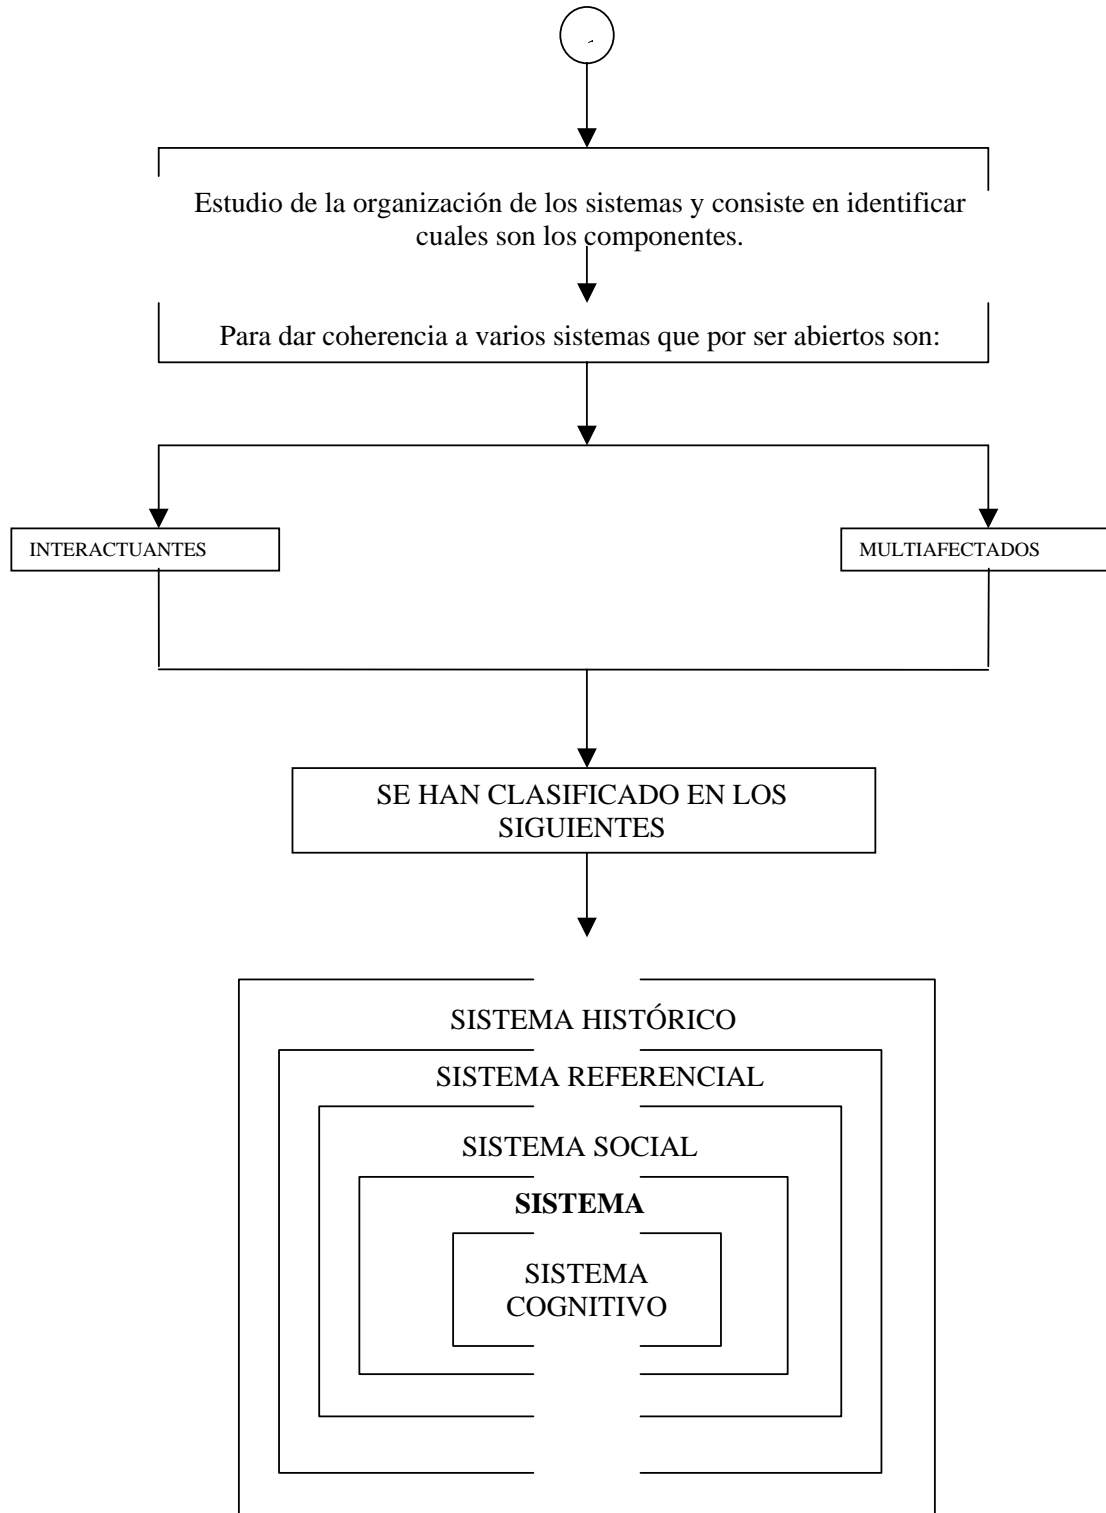 Estudio de la organización de los sistemas y consiste en identificar
cuales son los componentes.
Para dar coherencia a varios sistemas que por ser abiertos son:
INTERACTUANTES
MULTIAFECTADOS
SE HAN CLASIFICADO EN LOS
SIGUIENTES
SISTEMA HISTÓRICO
SISTEMA REFERENCIAL
SISTEMA SOCIAL
SISTEMA
SISTEMA
COGNITIVO